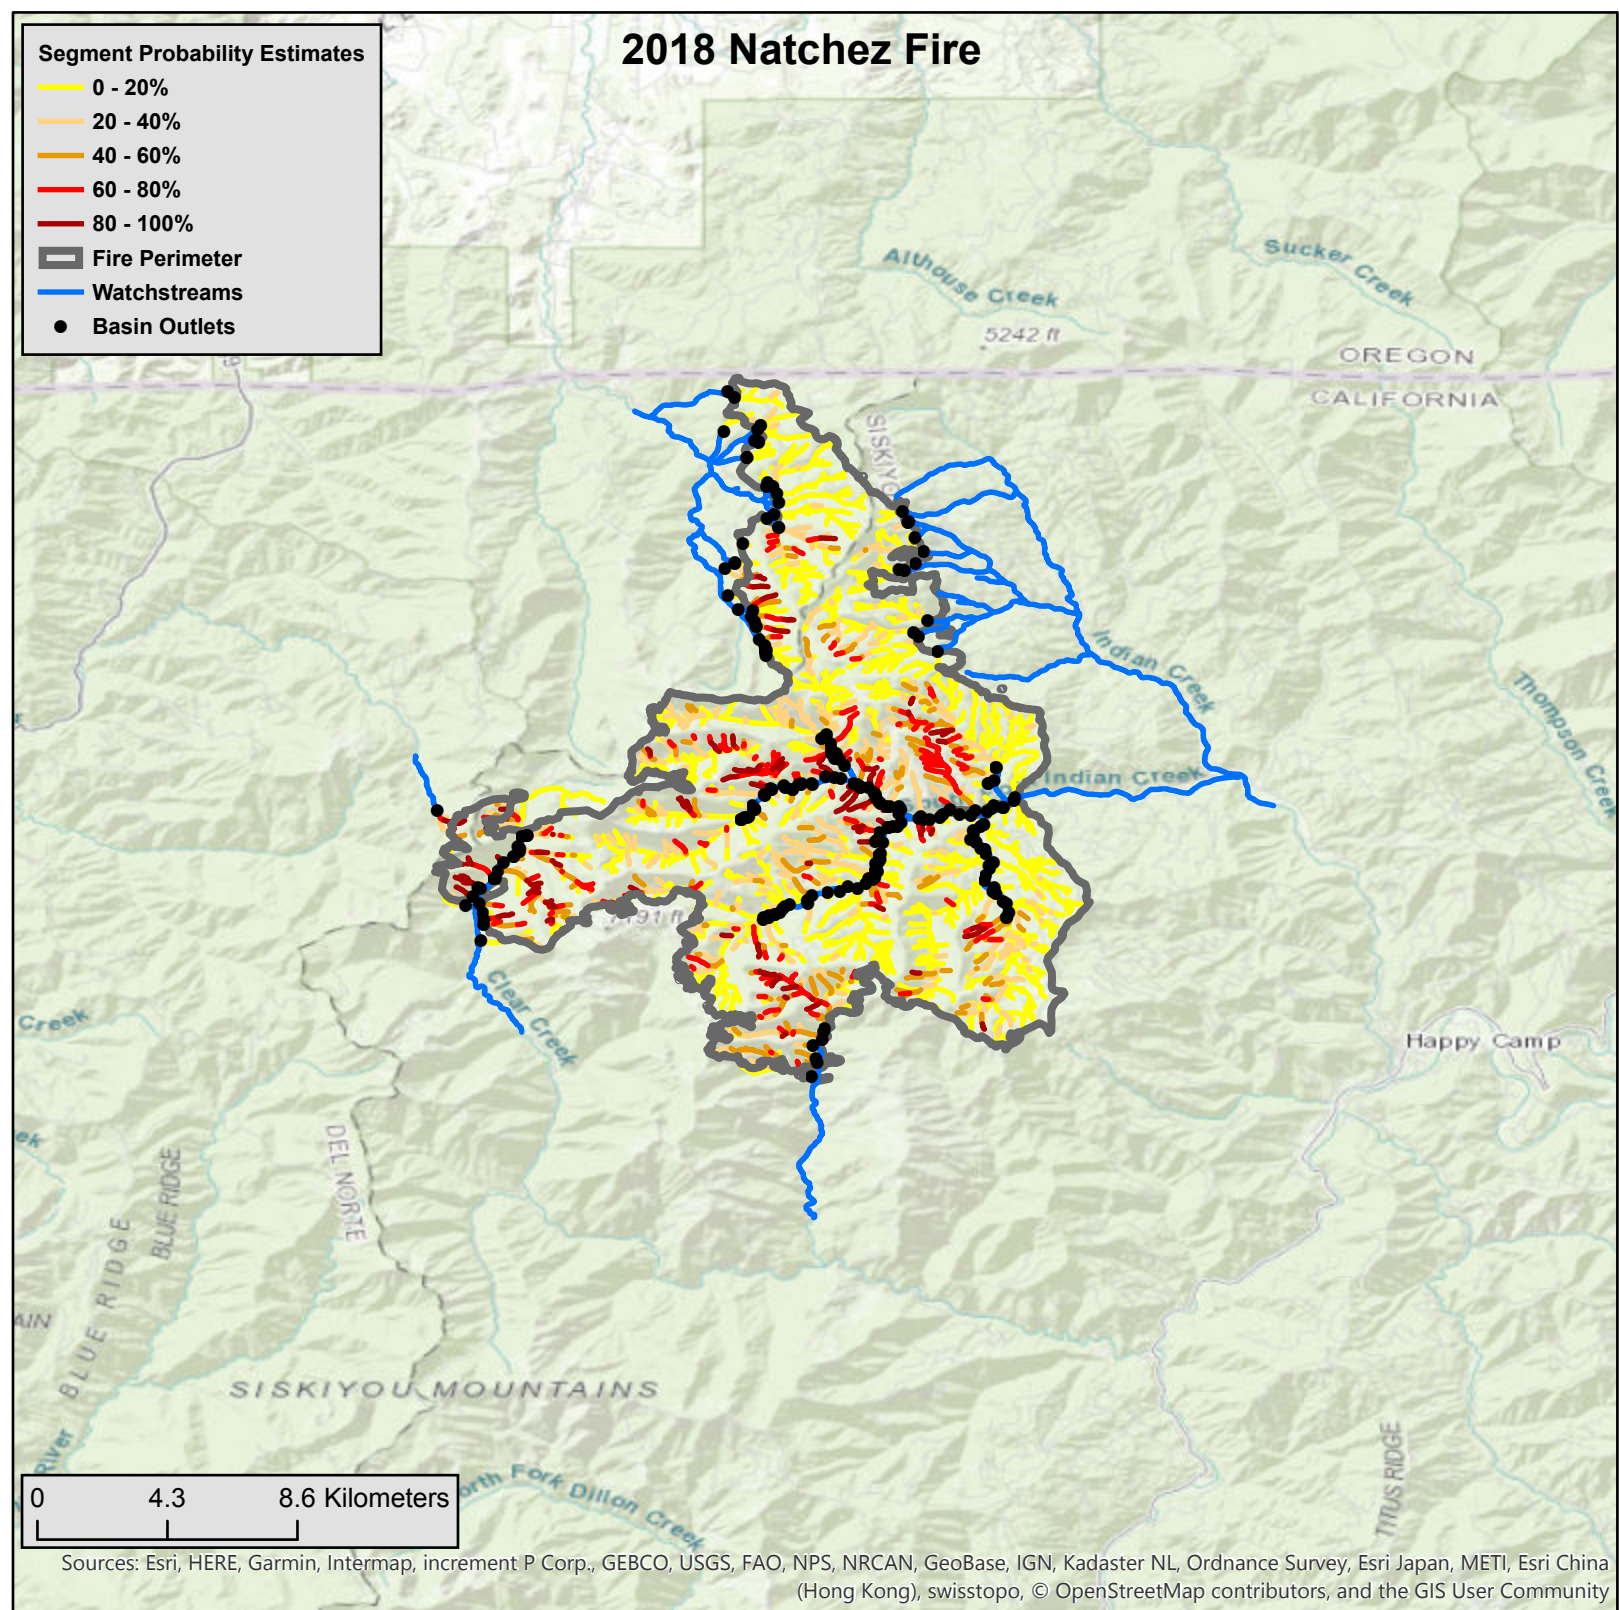 2018 Natchez Fire
Segment Probability Estimates
0 - 20%
20 - 40%
40 - 60%
60 - 80%
80 - 100%
Fire Perimeter
Watchstreams
Basin Outlets
Althouse Creek
Sucker Creek
5242 ft
OREGON
CALIFORNIA
Indian Creek
Thompson Creek
Indian Creek
7191 ft
Clear Creek
Creek
Happy Camp
DEL NORTE
BLUE RIDGE
BLUE RIDGE
SISKIYOU MOUNTAINS
River
Fork Dillon Creek
TITUS RIDGE
0 4.3 8.6 Kilometers
Sources: Esri, HERE, Garmin, Intermap, increment P Corp., GEBCO, USGS, FAO, NPS, NRCAN, GeoBase, IGN, Kadaster NL, Ordnance Survey, Esri Japan, METI, Esri China
(Hong Kong), swisstopo, © OpenStreetMap contributors, and the GIS User Community